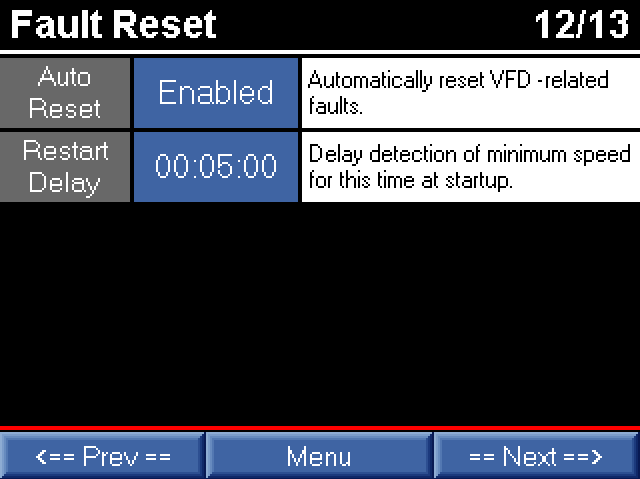 Fault Reset 12/13
Auto
Reset
Enabled
Automatically reset VFD -related
faults.
Restart
Delay
00:05:00
Delay detection of minimum speed
for this time at startup.
<== Prev == Menu == Next ==>